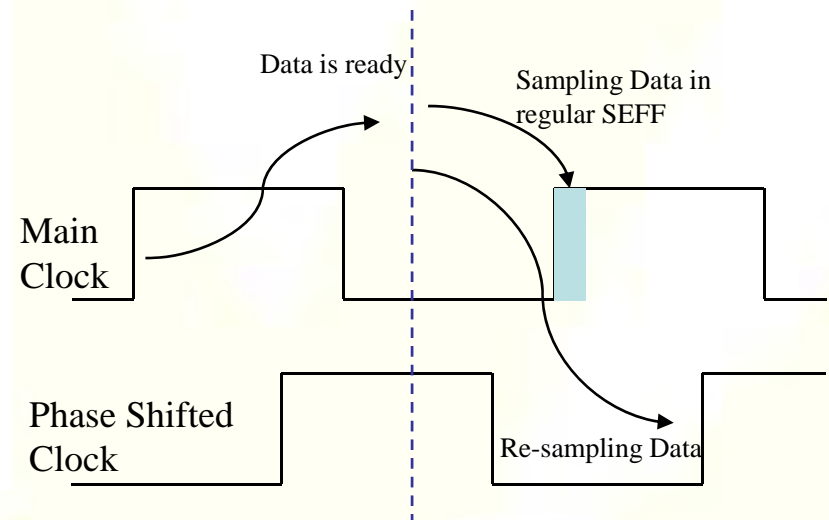 Data is ready
Sampling Data in
regular SEFF
Main
Clock
Phase Shifted
Clock
Re-sampling Data